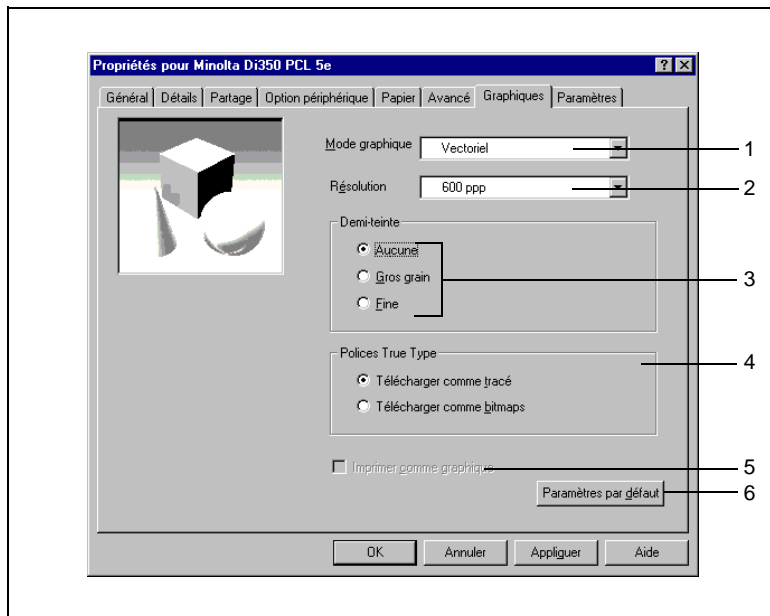 Propriétés pour Minolta Di350 PCL 5e
Général Détails Partage Option périphérique Papier Avancé Graphiques Paramètres
Mode graphique Vectoriel 1
Résolution 600 ppp 2
Demi-teinte
Aucune
Gros grain 3
Fine
Polices True Type 4
Télécharger comme tracé
Télécharger comme bitmaps
Imprimer comme graphique 5
Paramètres par défaut 6
OK Annuler Appliquer Aide